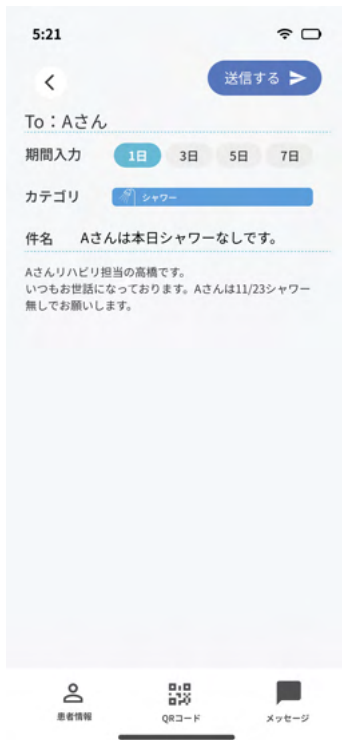 5:21
送信する
To：Aさん
期間入力 1日 3日 5日 7日
カテゴリ シャワー
件名 Aさんは本日シャワーなしです。
Aさんリハビリ担当の高橋です。
いつもお世話になっております。Aさんは11/23シャワー
無しでお願いします。
患者情報 QRコード メッセージ